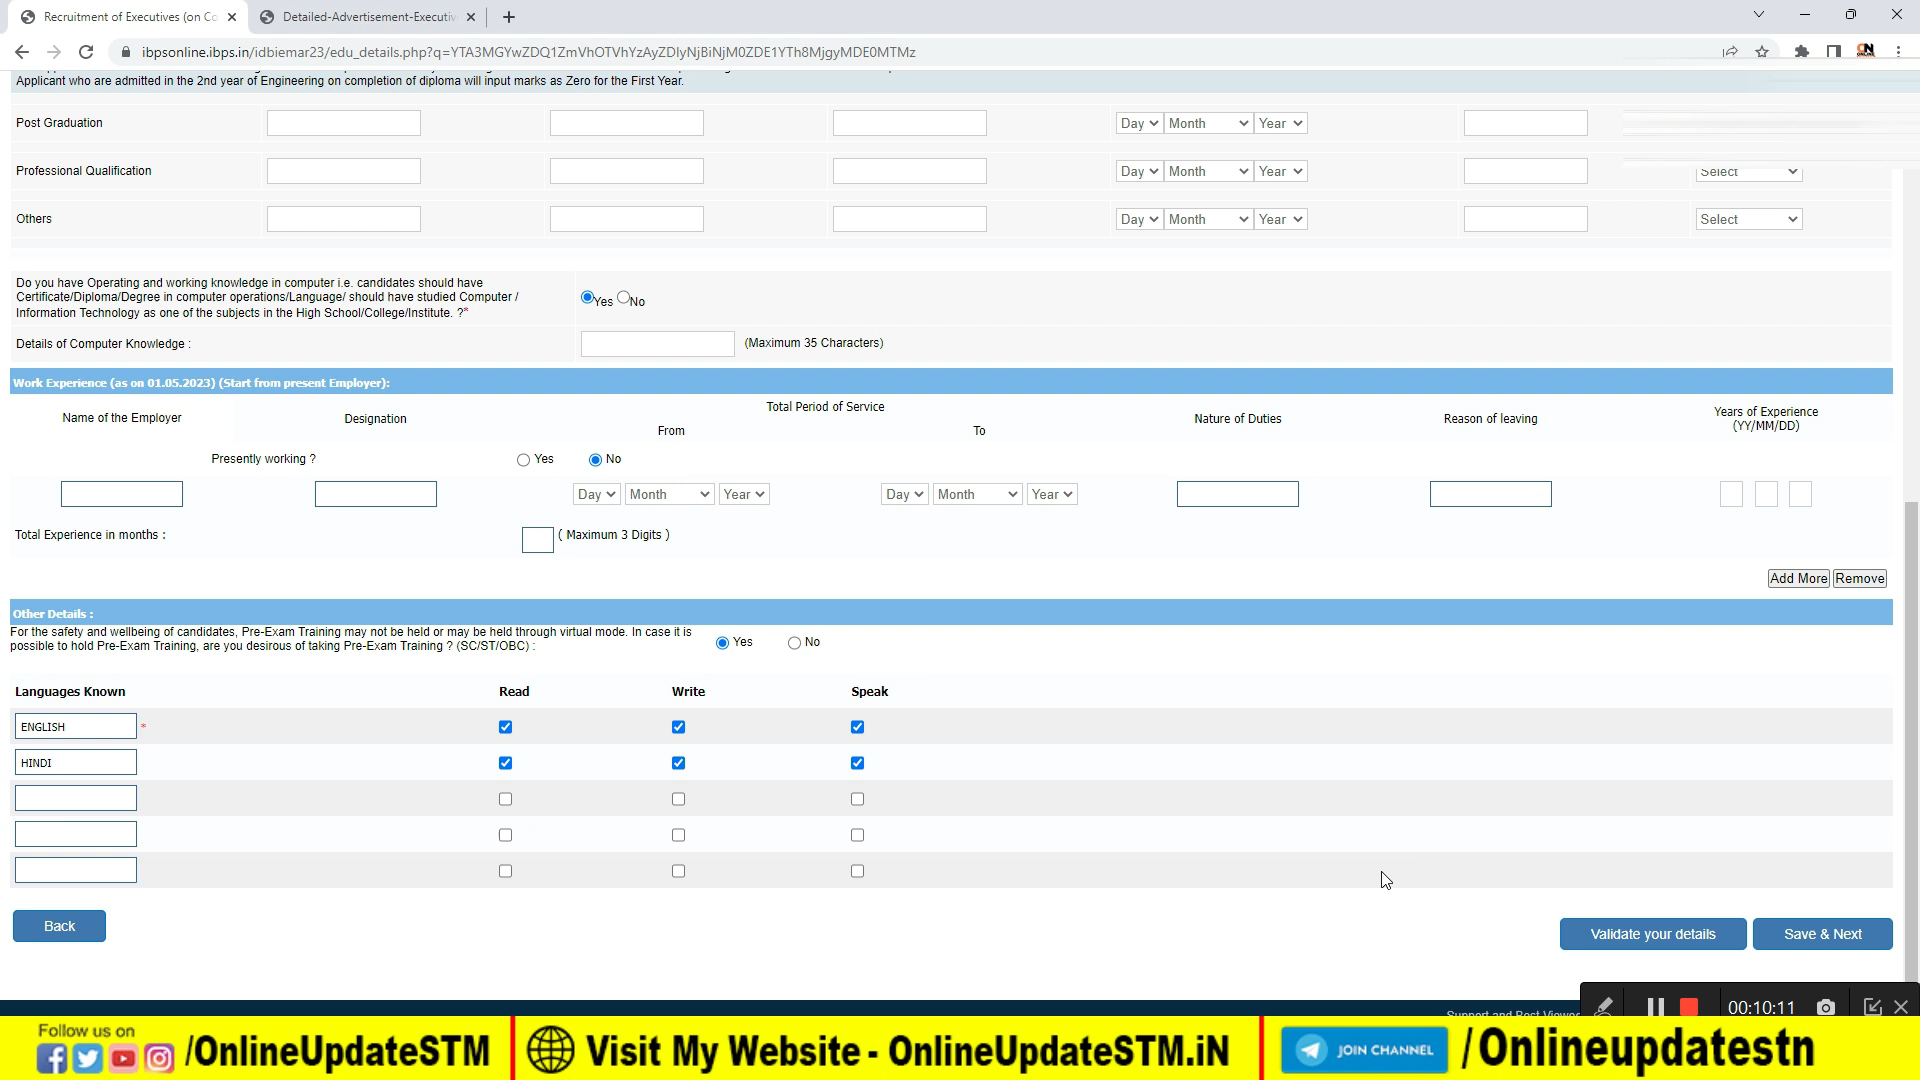 Recruitment of Executives (on Co
Detailed-Advertisement-Executiv
ibpsonline.ibps.in/idbiemar23/edu_details.php?q=YTA3MGYwZDQ1ZmVhOTVhYzAyZDIyNjBiNjM0ZDE1YTh8MjgyMDE0MTMz
Applicant who are admitted in the 2nd year of Engineering on completion of diploma will input marks as Zero for the First Year.
Post Graduation Day Month Year
Professional Qualification Day Month Year Select
Others Day Month Year Select
Do you have Operating and working knowledge in computer i.e. candidates should have
Certificate/Diploma/Degree in computer operations/Language/ should have studied Computer /
Information Technology as one of the subjects in the High School/College/Institute. ?*
Yes No
Details of Computer Knowledge : (Maximum 35 Characters)
Work Experience (as on 01.05.2023) (Start from present Employer):
Name of the Employer Designation Total Period of Service Nature of Duties Reason of leaving Years of Experience
(YY/MM/DD)
From To
Presently working ? Yes No
Day Month Year Day Month Year
Total Experience in months : ( Maximum 3 Digits )
Add More Remove
Other Details :
For the safety and wellbeing of candidates, Pre-Exam Training may not be held or may be held through virtual mode. In case it is
possible to hold Pre-Exam Training, are you desirous of taking Pre-Exam Training ? (SC/ST/OBC) :
Yes No
Languages Known Read Write Speak
ENGLISH *
HINDI
Back Validate your details Save & Next
00:10:11
Follow us on
/OnlineUpdateSTM
Visit My Website - OnlineUpdateSTM.iN
JOIN CHANNEL
/Onlineupdatestn